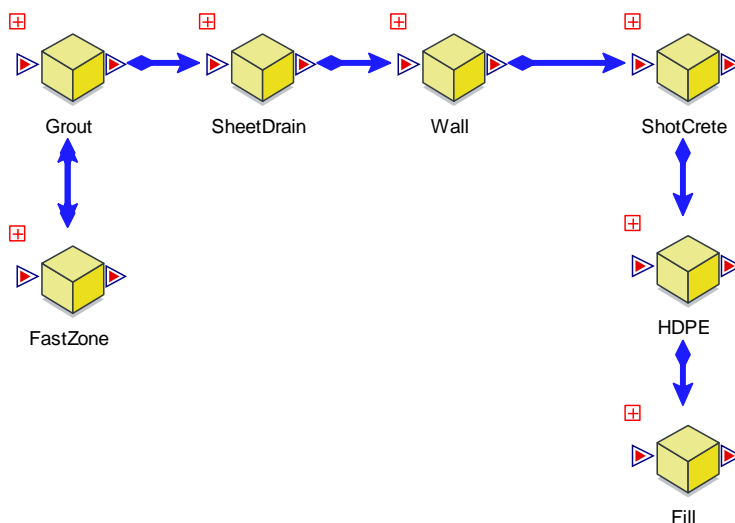 Grout
SheetDrain
Wall
ShotCrete
FastZone
HDPE
Fill